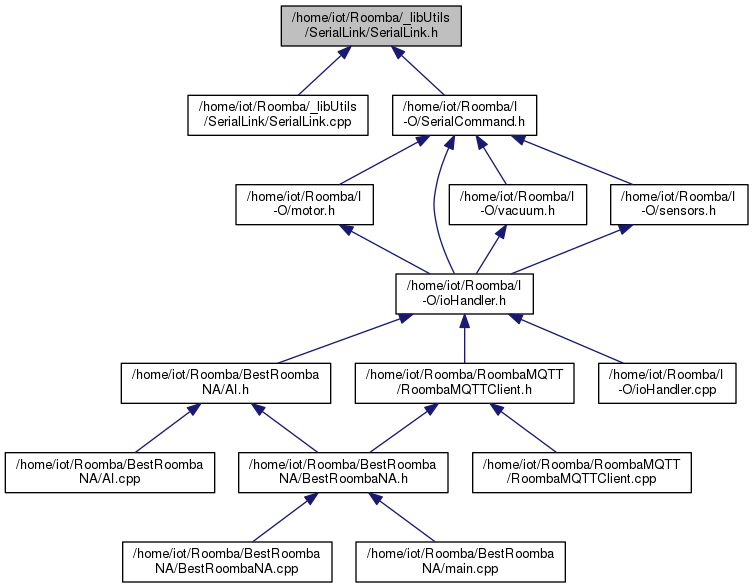 /home/iot/Roomba/_libUtils
/SerialLink/SerialLink.h
/home/iot/Roomba/_libUtils
/SerialLink/SerialLink.cpp
/home/iot/Roomba/I
-O/SerialCommand.h
/home/iot/Roomba/I
-O/motor.h
/home/iot/Roomba/I
-O/vacuum.h
/home/iot/Roomba/I
-O/sensors.h
/home/iot/Roomba/I
-O/ioHandler.h
/home/iot/Roomba/BestRoomba
NA/AI.h
/home/iot/Roomba/RoombaMQTT
/RoombaMQTTClient.h
/home/iot/Roomba/I
-O/ioHandler.cpp
/home/iot/Roomba/BestRoomba
NA/AI.cpp
/home/iot/Roomba/BestRoomba
NA/BestRoombaNA.h
/home/iot/Roomba/RoombaMQTT
/RoombaMQTTClient.cpp
/home/iot/Roomba/BestRoomba
NA/BestRoombaNA.cpp
/home/iot/Roomba/BestRoomba
NA/main.cpp